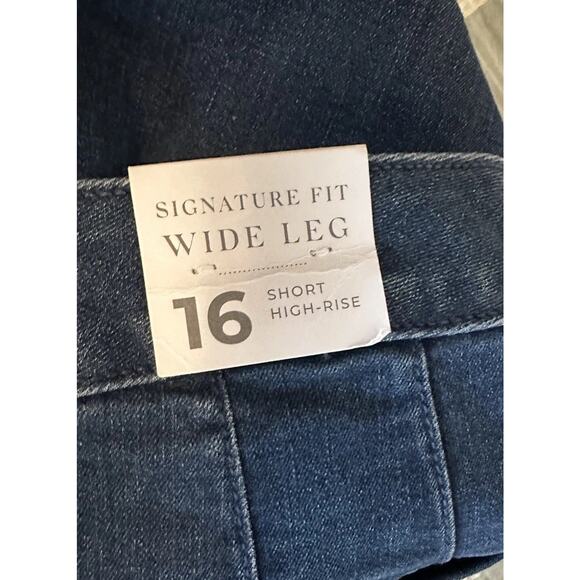 SIGNATURE FIT
WIDE LEG
16
SHORT
HIGH-RISE